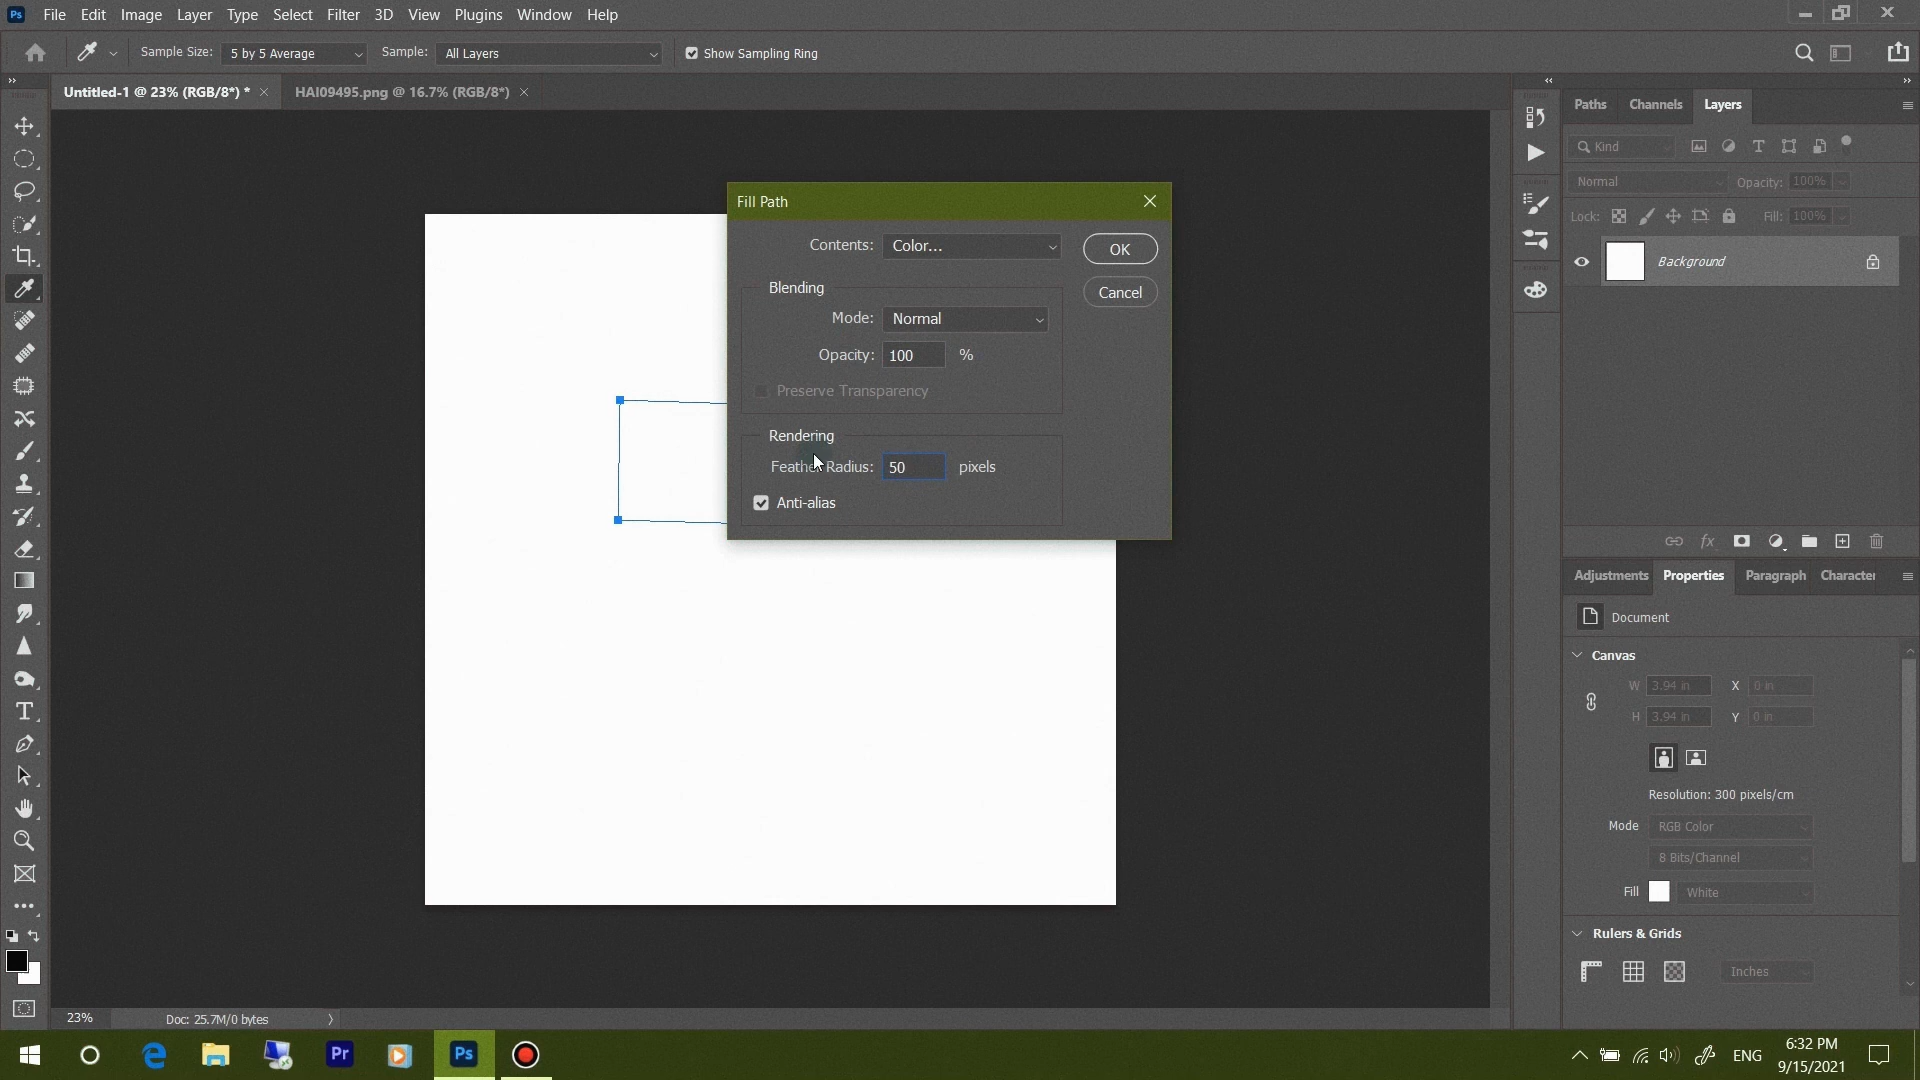 Ps File Edit Image Layer Type Select Filter 3D View Plugins Window Help
Sample Size: 5 by 5 Average Sample: All Layers Show Sampling Ring
Untitled-1 @ 23% (RGB/8*) * HAI09495.png @ 16.7% (RGB/8*)
Paths Channels Layers
Kind
Normal Opacity: 100%
Lock: Fill: 100%
Background
Fill Path
Contents: Color... OK
Blending Cancel
Mode: Normal
Opacity: 100 %
Preserve Transparency
Rendering
Feather Radius: 50 pixels
Anti-alias
fx
Adjustments Properties Paragraph Character
Document
Canvas
W 3.94 in X 0 in
H 3.94 in Y 0 in
Resolution: 300 pixels/cm
Mode RGB Color
8 Bits/Channel
Fill White
Rulers & Grids
Inches
23% Doc: 25.7M/0 bytes
Pr Ps ENG 6:32 PM
9/15/2021